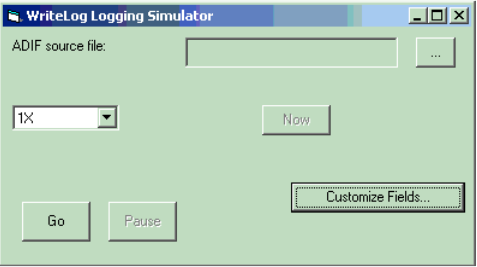 WriteLog Logging Simulator
ADIF source file:
...
1X
Now
Customize Fields...
Go
Pause